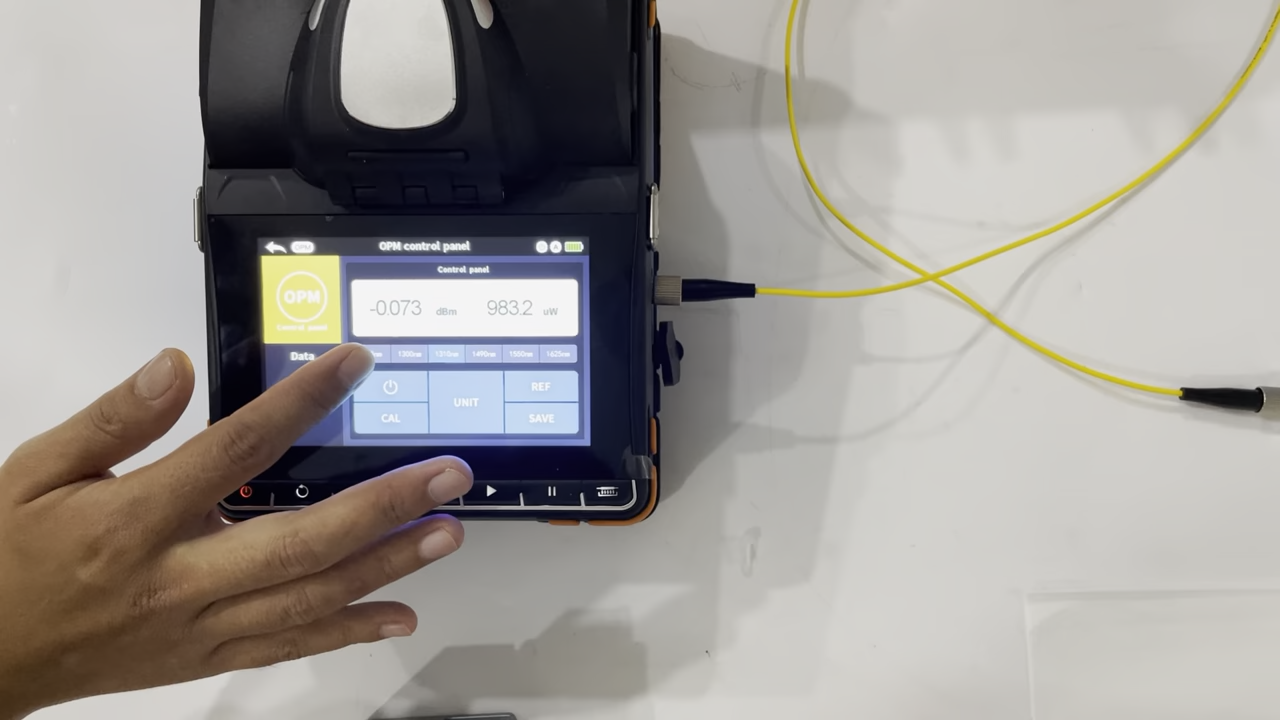 OPM OPM control panel
Control panel
OPM
Control panel
-0.073 dBm 983.2 uW
Data
1300nm 1310nm 1490nm 1550nm 1625nm
UNIT
REF
CAL
SAVE